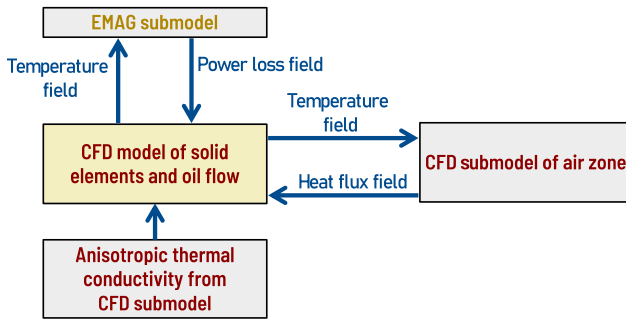 EMAG submodel
Temperature
field
Power loss field
Temperature
field
CFD model of solid
elements and oil flow
CFD submodel of air zone
Heat flux field
Anisotropic thermal
conductivity from
CFD submodel